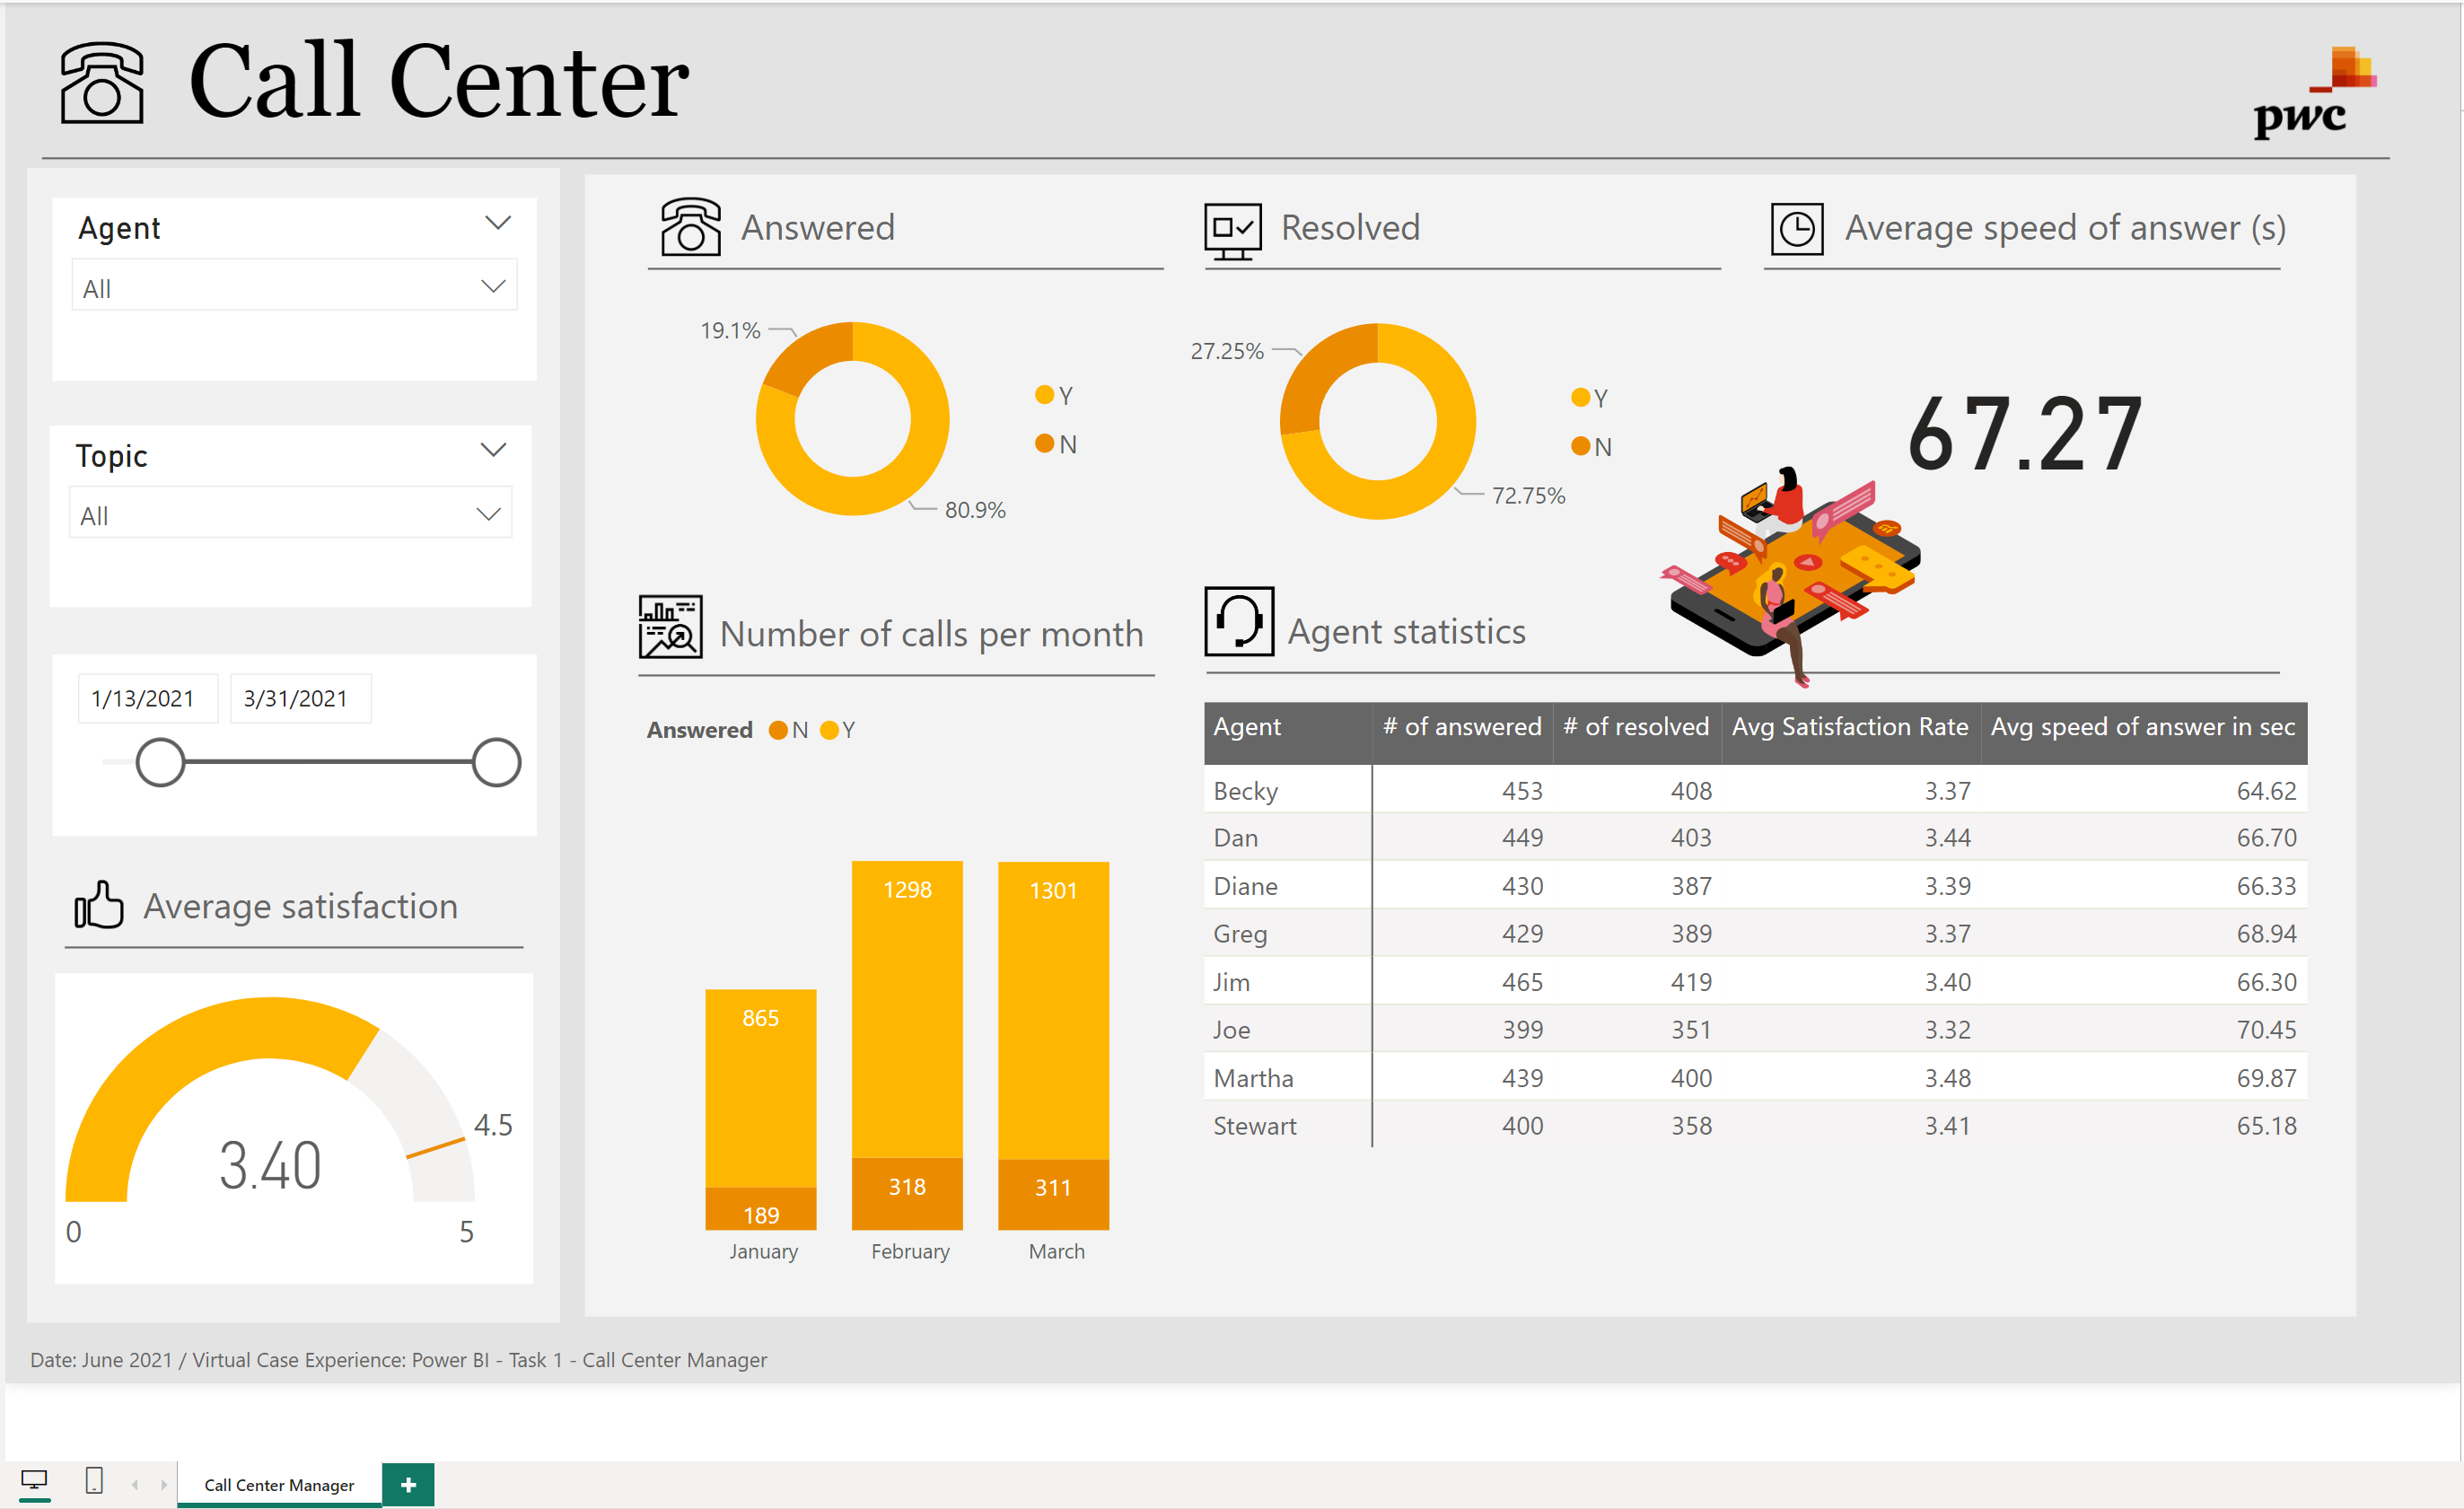 Call Center
pwc
Agent
All
Topic
All
1/13/2021 3/31/2021
Average satisfaction
3.40
4.5
0 5
Answered
19.1%
80.9%
Y
N
Resolved
27.25%
72.75%
Y
N
Average speed of answer (s)
67.27
Number of calls per month
Answered N Y
865 1298 1301
189 318 311
January February March
Agent statistics
Agent # of answered # of resolved Avg Satisfaction Rate Avg speed of answer in sec
Becky 453 408 3.37 64.62
Dan 449 403 3.44 66.70
Diane 430 387 3.39 66.33
Greg 429 389 3.37 68.94
Jim 465 419 3.40 66.30
Joe 399 351 3.32 70.45
Martha 439 400 3.48 69.87
Stewart 400 358 3.41 65.18
Date: June 2021 / Virtual Case Experience: Power BI - Task 1 - Call Center Manager
Call Center Manager +